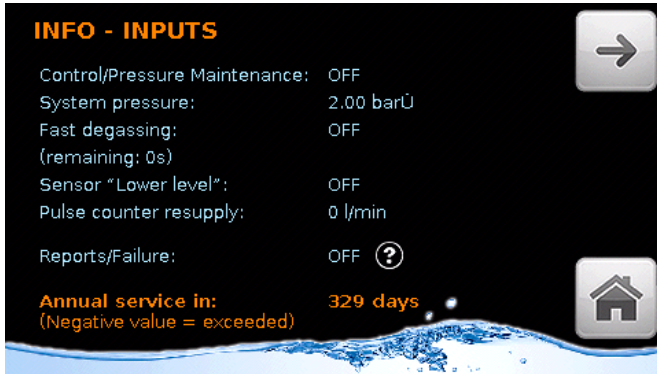 INFO - INPUTS
Control/Pressure Maintenance: OFF
System pressure: 2.00 barÜ
Fast degassing: OFF
(remaining: 0s)
Sensor “Lower level”: OFF
Pulse counter resupply: 0 l/min
Reports/Failure: OFF ?
Annual service in: 329 days
(Negative value = exceeded)